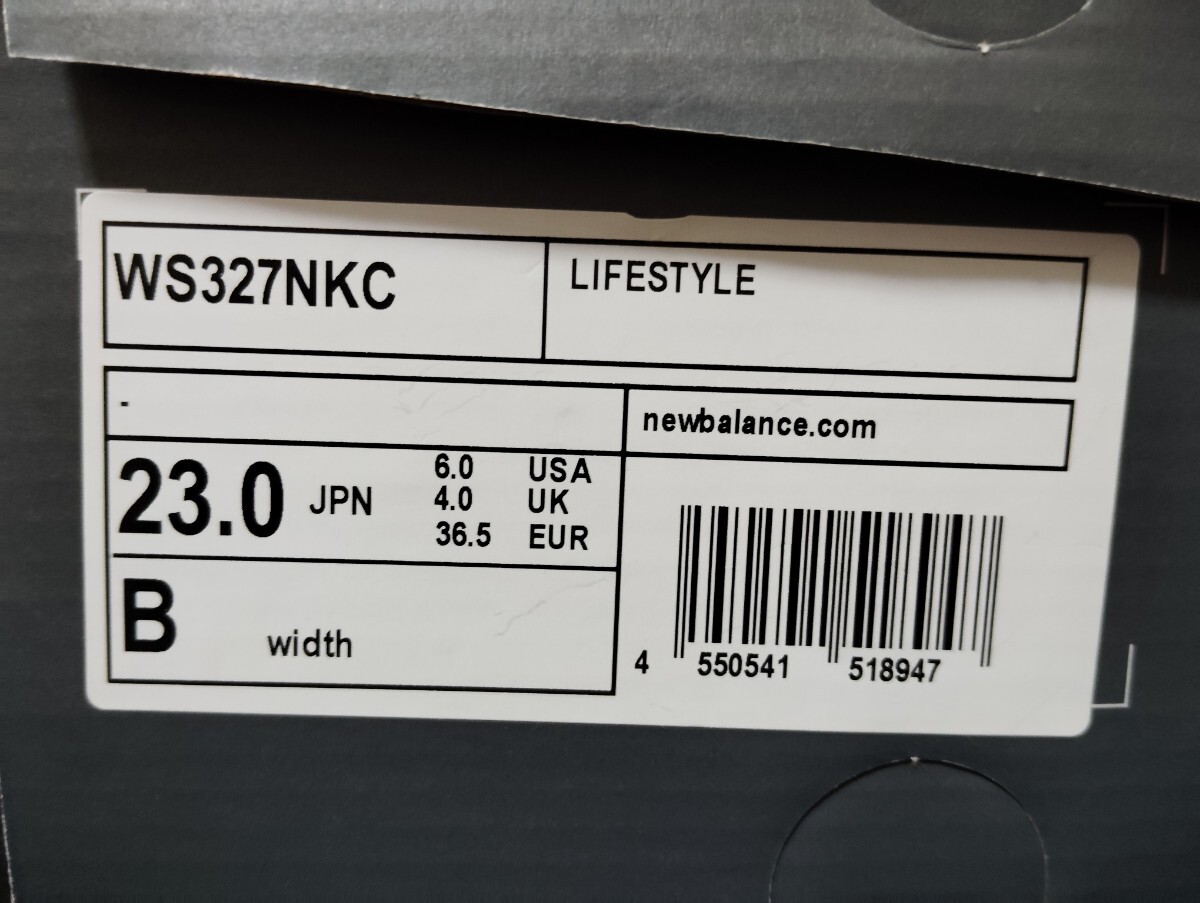 WS327NKC
LIFESTYLE
-
newbalance.com
23.0 JPN
6.0 USA
4.0 UK
36.5 EUR
B width
4 550541 518947